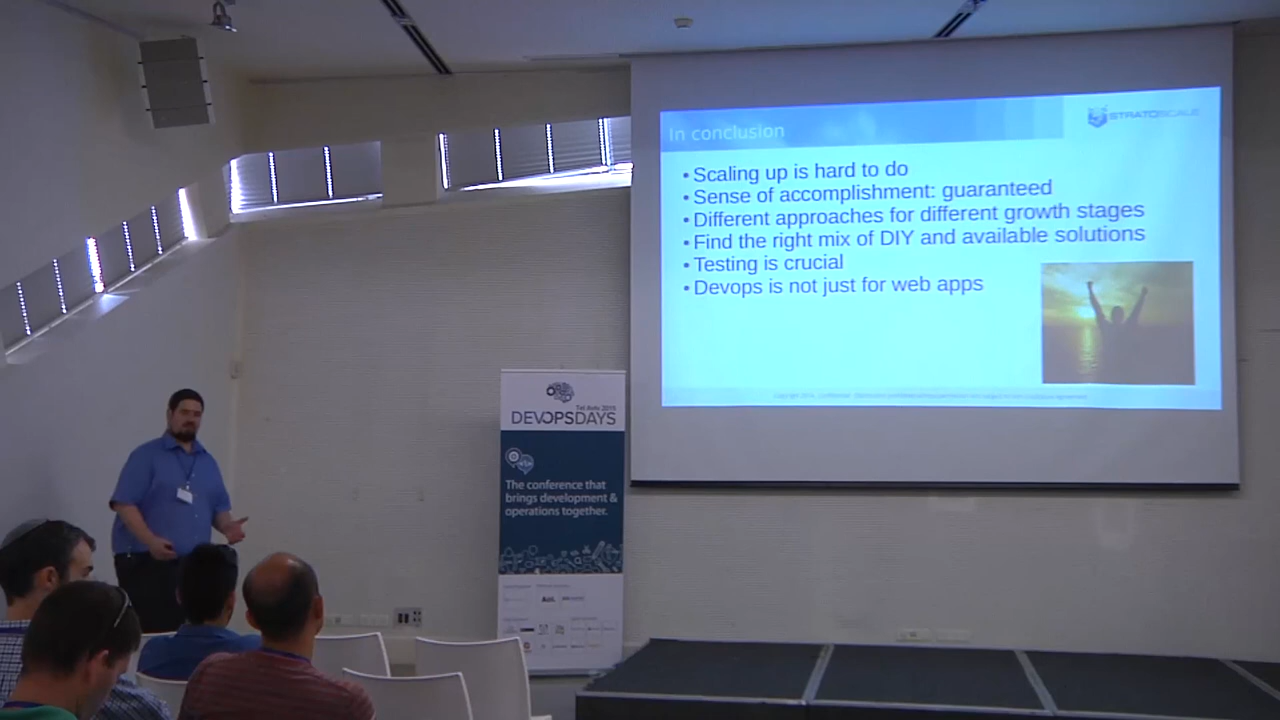 In conclusion
STRATOSCALE
• Scaling up is hard to do
• Sense of accomplishment: guaranteed
• Different approaches for different growth stages
• Find the right mix of DIY and available solutions
• Testing is crucial
• Devops is not just for web apps
Tel Aviv 2015
DEVOPSDAYS
The conference that
brings development &
operations together.